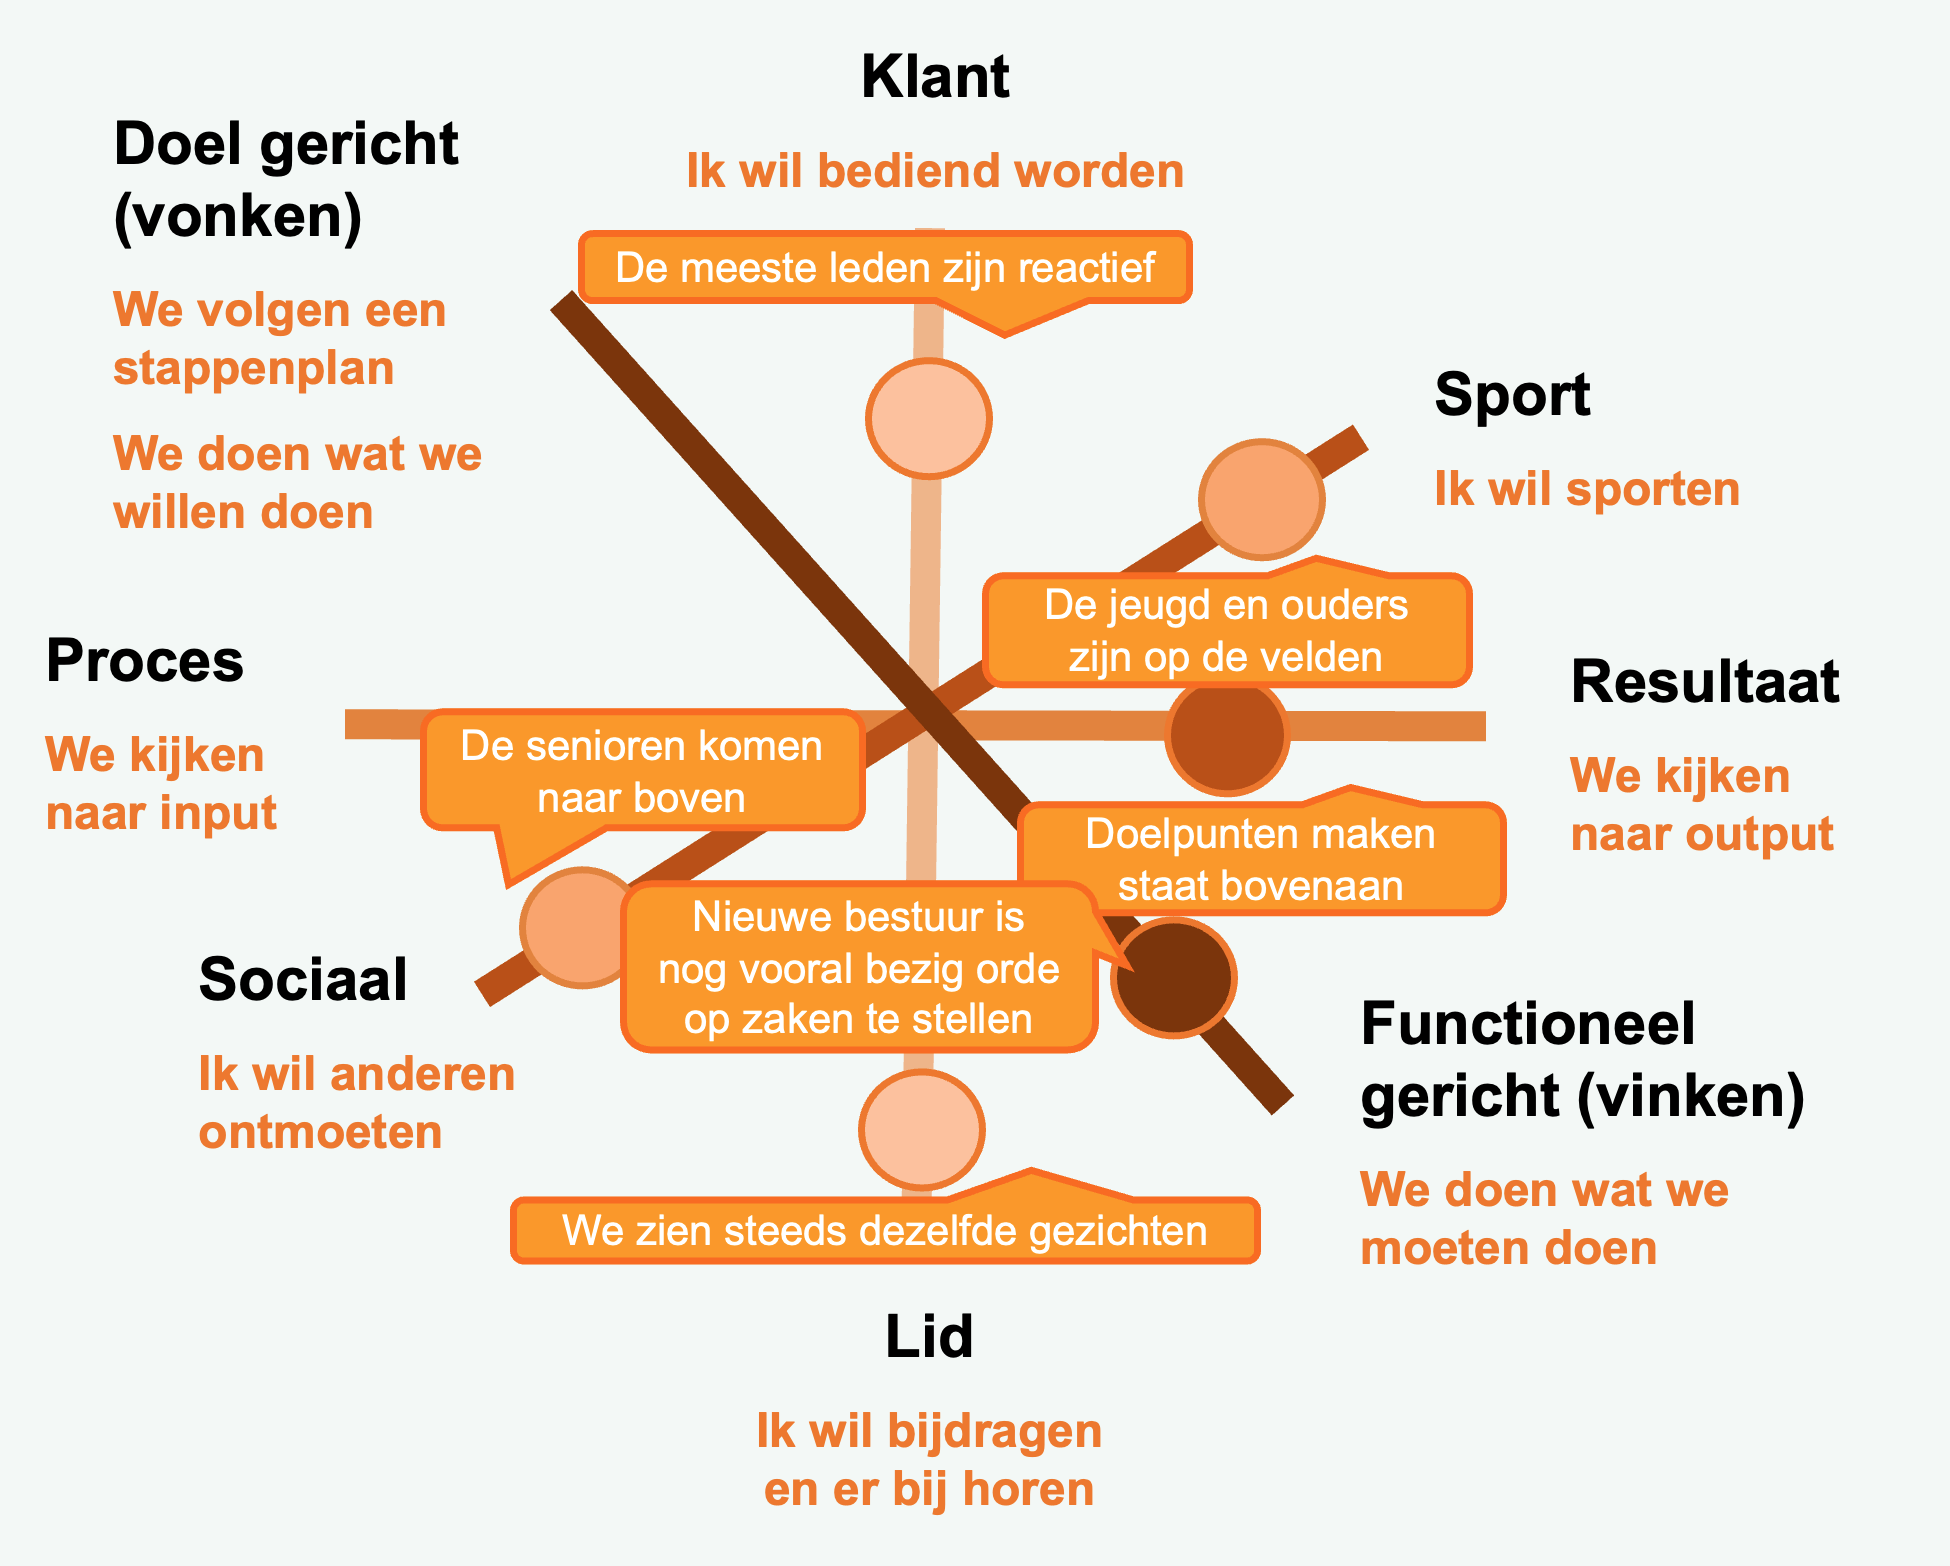 Klant
Ik wil bediend worden
Doel gericht
(vonken)
We volgen een
stappenplan
We doen wat we
willen doen
De meeste leden zijn reactief
Sport
Ik wil sporten
De jeugd en ouders
zijn op de velden
Proces
We kijken
naar input
Resultaat
We kijken
naar output
De senioren komen
naar boven
Doelpunten maken
staat bovenaan
Nieuwe bestuur is
nog vooral bezig orde
op zaken te stellen
Sociaal
Ik wil anderen
ontmoeten
Functioneel
gericht (vinken)
We doen wat we
moeten doen
We zien steeds dezelfde gezichten
Lid
Ik wil bijdragen
en er bij horen